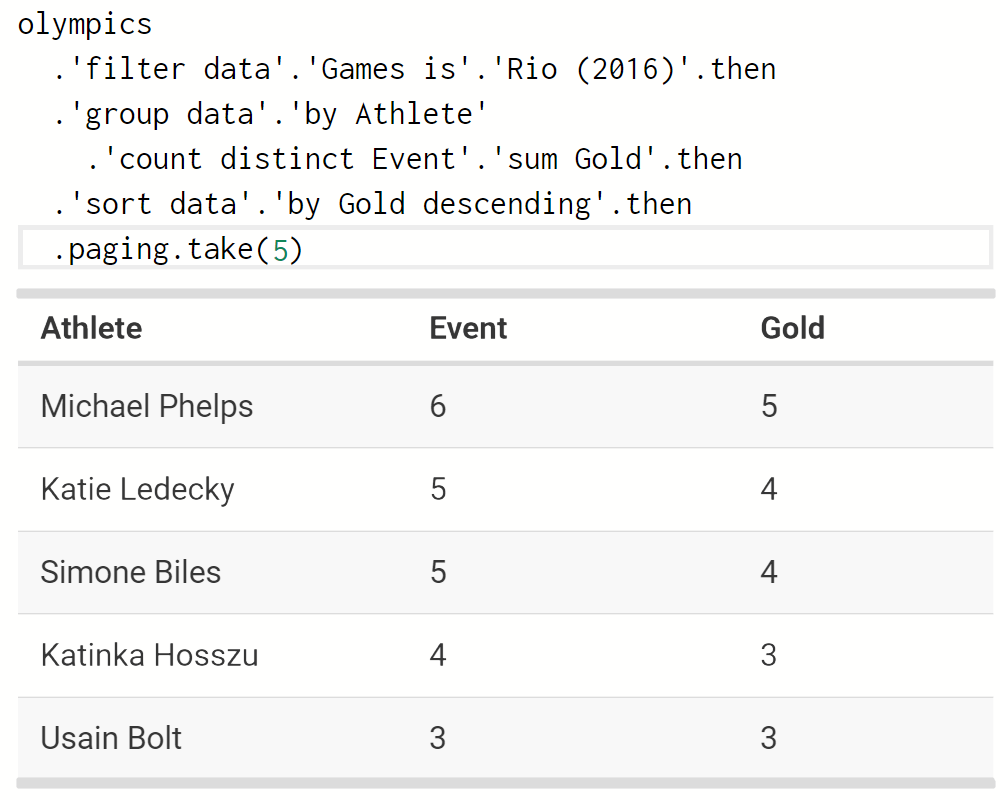 olympics
.'filter data'.'Games is'.'Rio (2016)'.then
.'group data'.'by Athlete'
.'count distinct Event'.'sum Gold'.then
.'sort data'.'by Gold descending'.then
.paging.take(5)
Athlete Event Gold
Michael Phelps 6 5
Katie Ledecky 5 4
Simone Biles 5 4
Katinka Hosszu 4 3
Usain Bolt 3 3